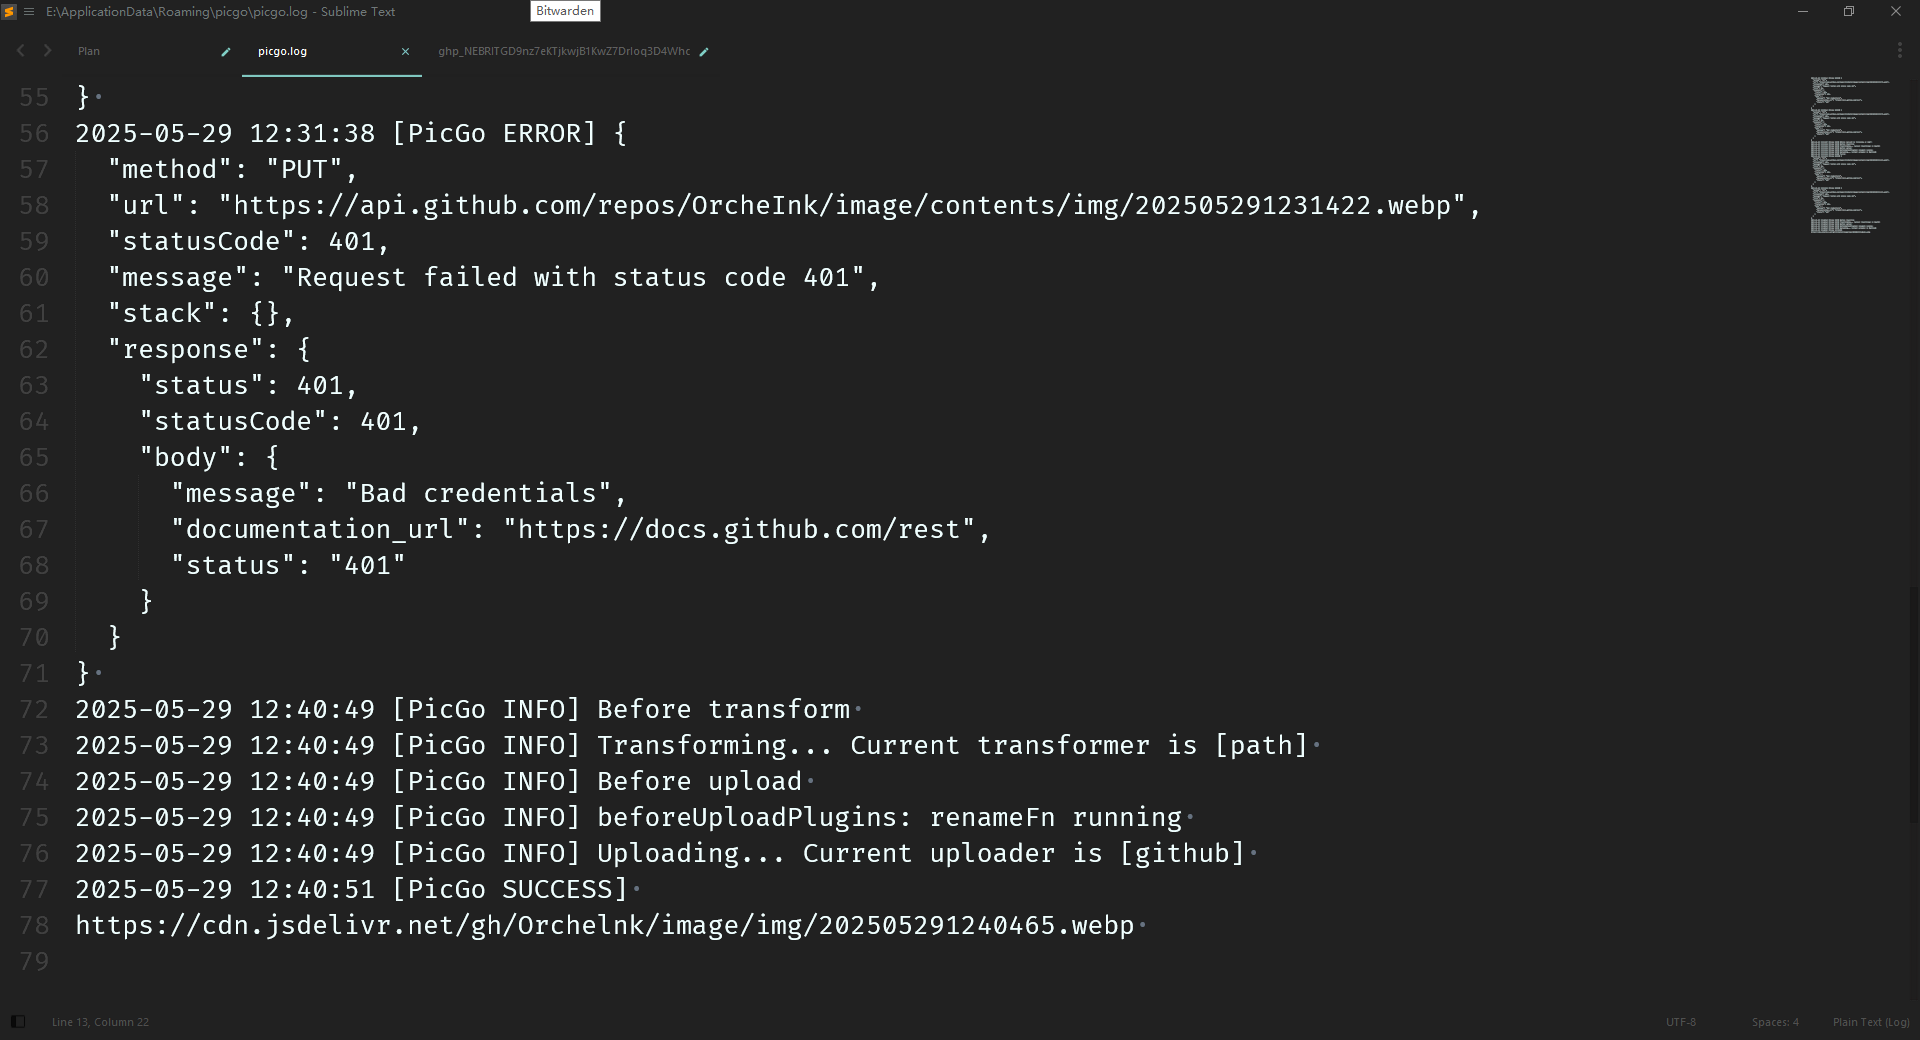 E:\ApplicationData\Roaming\picgo\picgo.log - Sublime Text
Bitwarden
Plan
picgo.log
55 }
56 2025-05-29 12:31:38 [PicGo ERROR] {
57 "method": "PUT",
58 "url": "https://api.github.com/repos/OrcheInk/image/contents/img/202505291231422.webp",
59 "statusCode": 401,
60 "message": "Request failed with status code 401",
61 "stack": {},
62 "response": {
63 "status": 401,
64 "statusCode": 401,
65 "body": {
66 "message": "Bad credentials",
67 "documentation_url": "https://docs.github.com/rest",
68 "status": "401"
69 }
70 }
71 }
72 2025-05-29 12:40:49 [PicGo INFO] Before transform
73 2025-05-29 12:40:49 [PicGo INFO] Transforming... Current transformer is [path]
74 2025-05-29 12:40:49 [PicGo INFO] Before upload
75 2025-05-29 12:40:49 [PicGo INFO] beforeUploadPlugins: renameFn running
76 2025-05-29 12:40:49 [PicGo INFO] Uploading... Current uploader is [github]
77 2025-05-29 12:40:51 [PicGo SUCCESS]
78 https://cdn.jsdelivr.net/gh/Orchelnk/image/img/202505291240465.webp
79
Line 13, Column 22
UTF-8
Spaces: 4
Plain Text (Log)